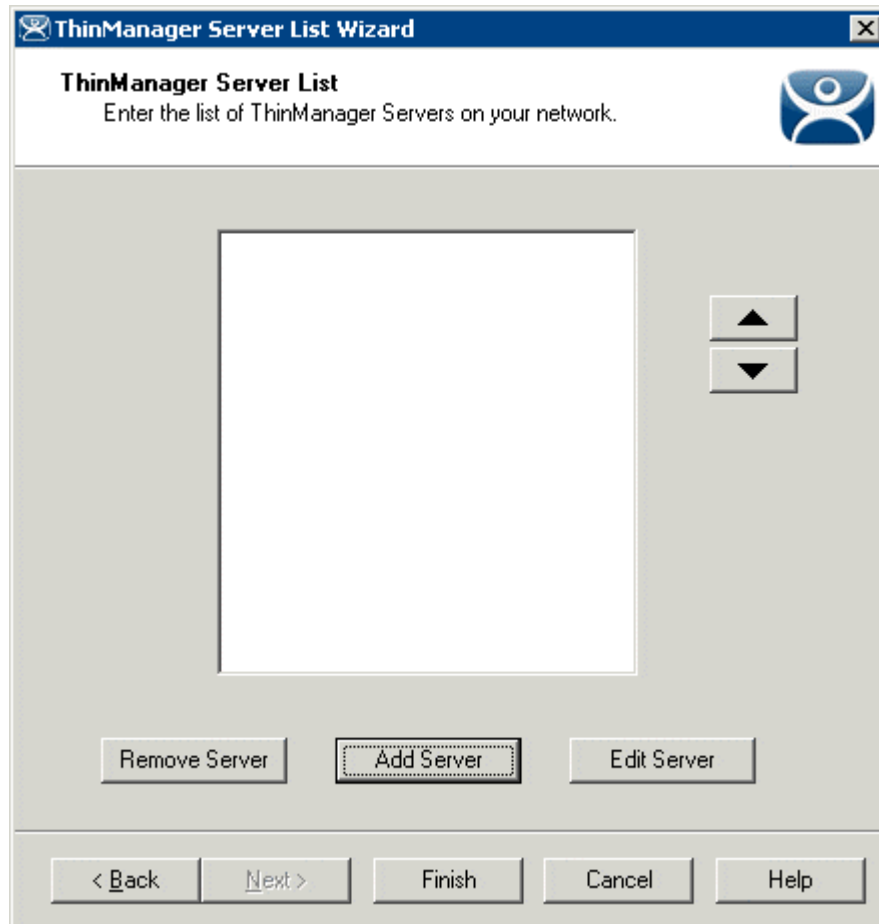 ThinManager Server List Wizard
ThinManager Server List
Enter the list of ThinManager Servers on your network.
Remove Server
Add Server
Edit Server
< Back
Next >
Finish
Cancel
Help